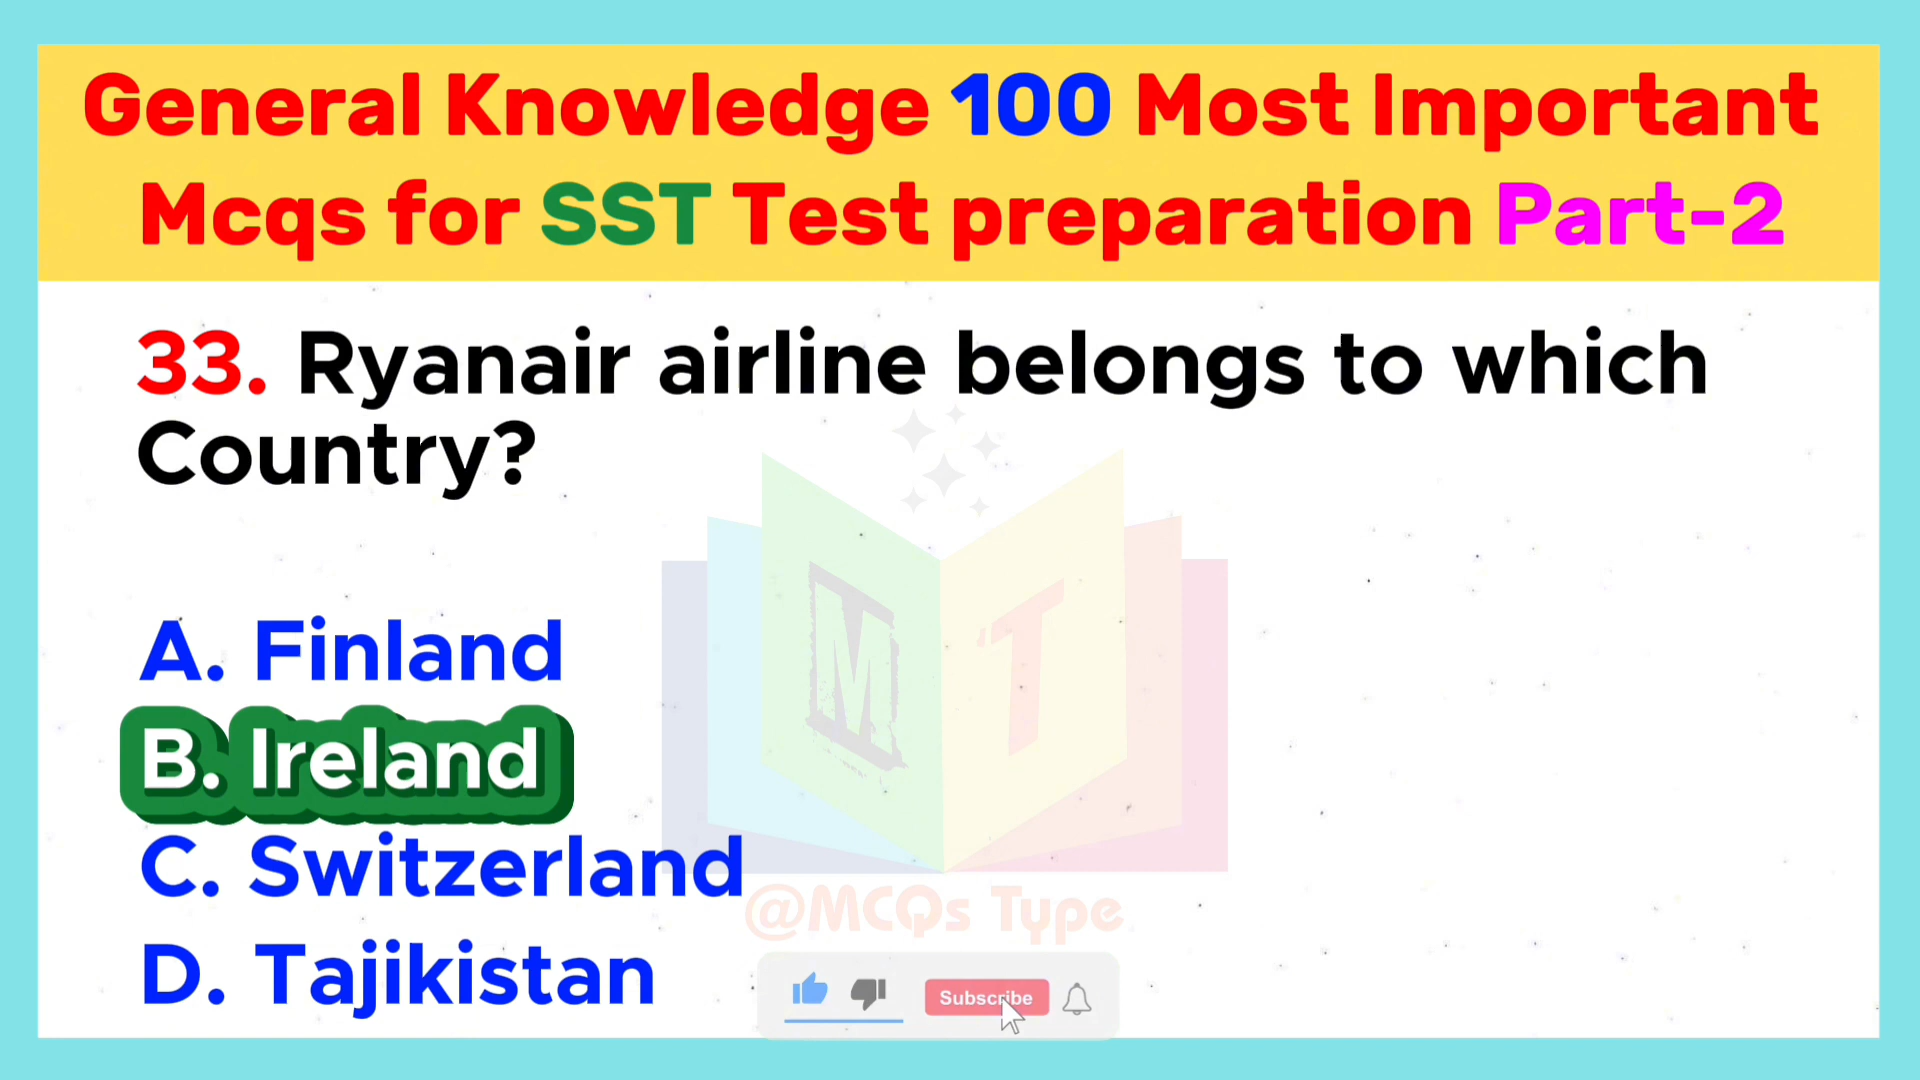 General Knowledge 100 Most Important
Mcqs for SST Test preparation Part-2
33. Ryanair airline belongs to which
Country?
A. Finland
B. Ireland
C. Switzerland
D. Tajikistan
M T
@MCQs Type
Subscribe